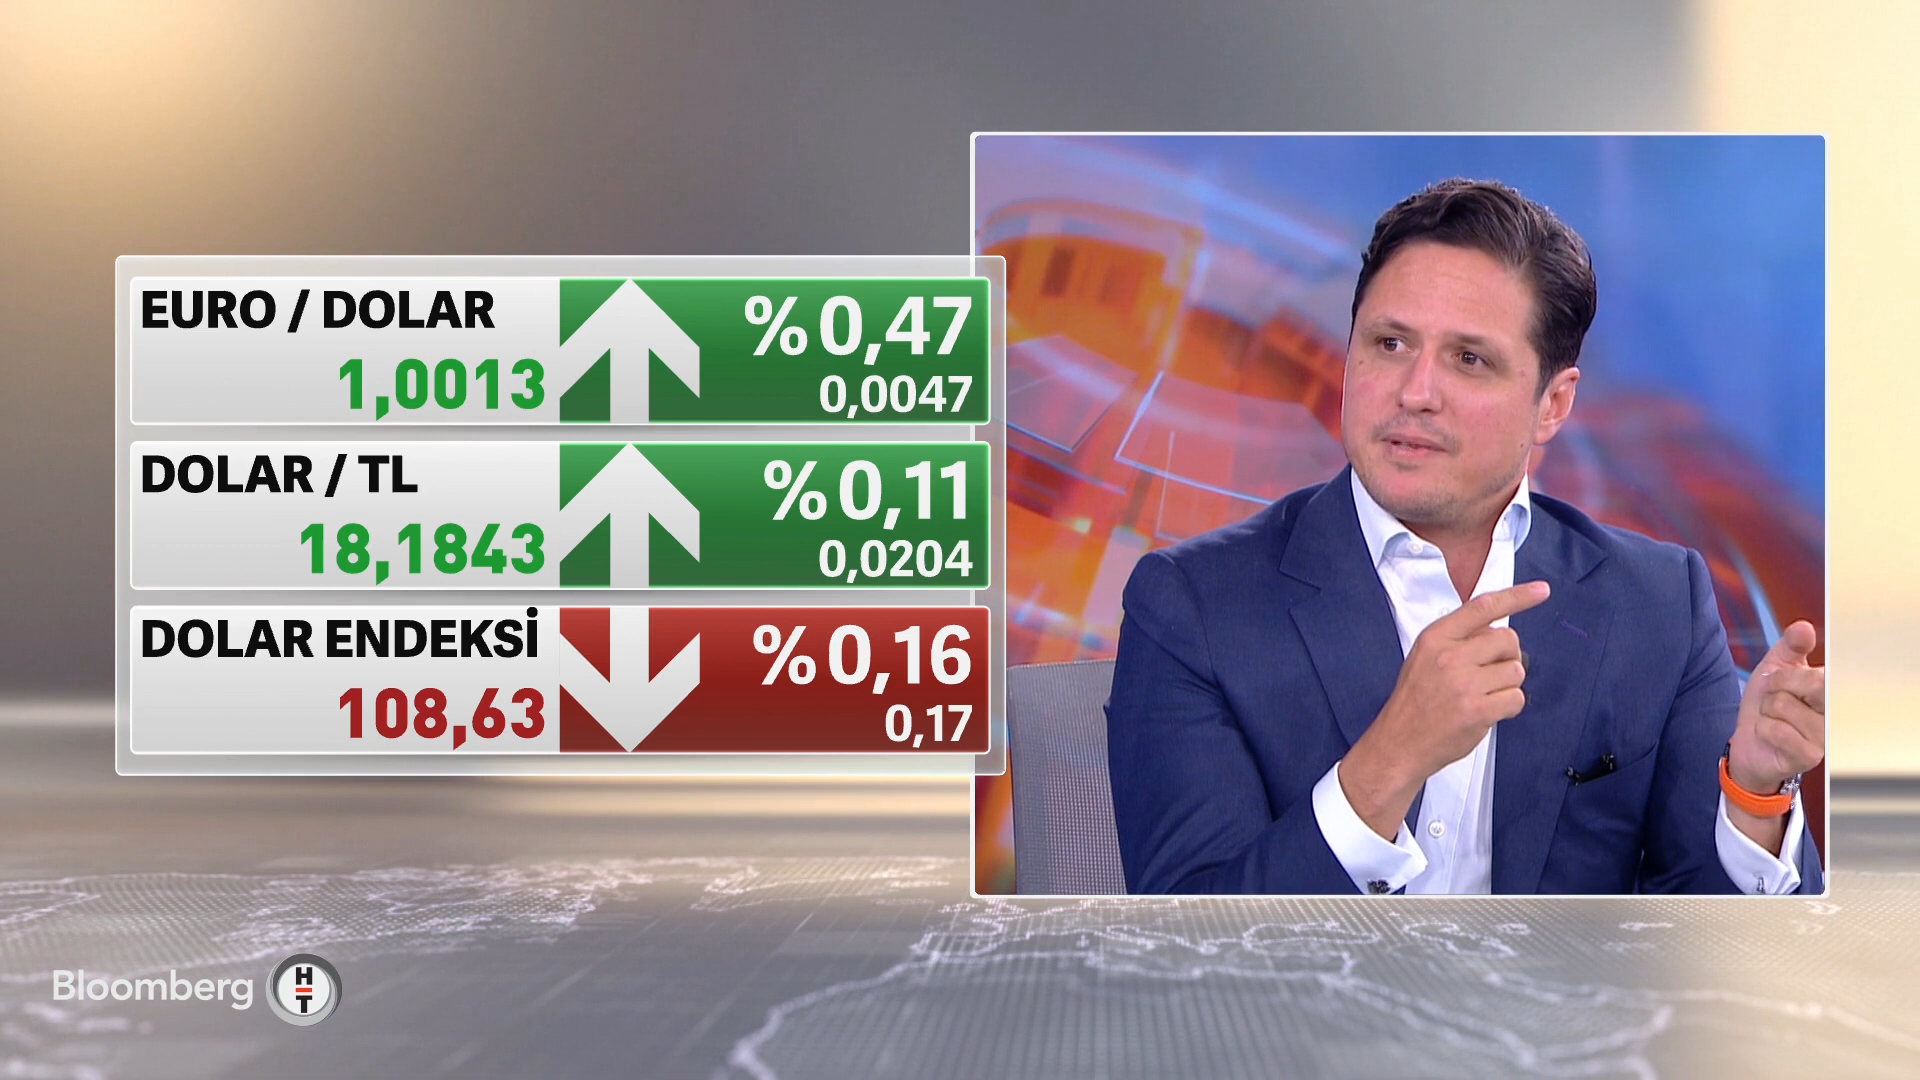 EURO / DOLAR
1,0013
%0,47
0,0047
DOLAR / TL
18,1843
%0,11
0,0204
DOLAR ENDEKSİ
108,63
%0,16
0,17
Bloomberg HT